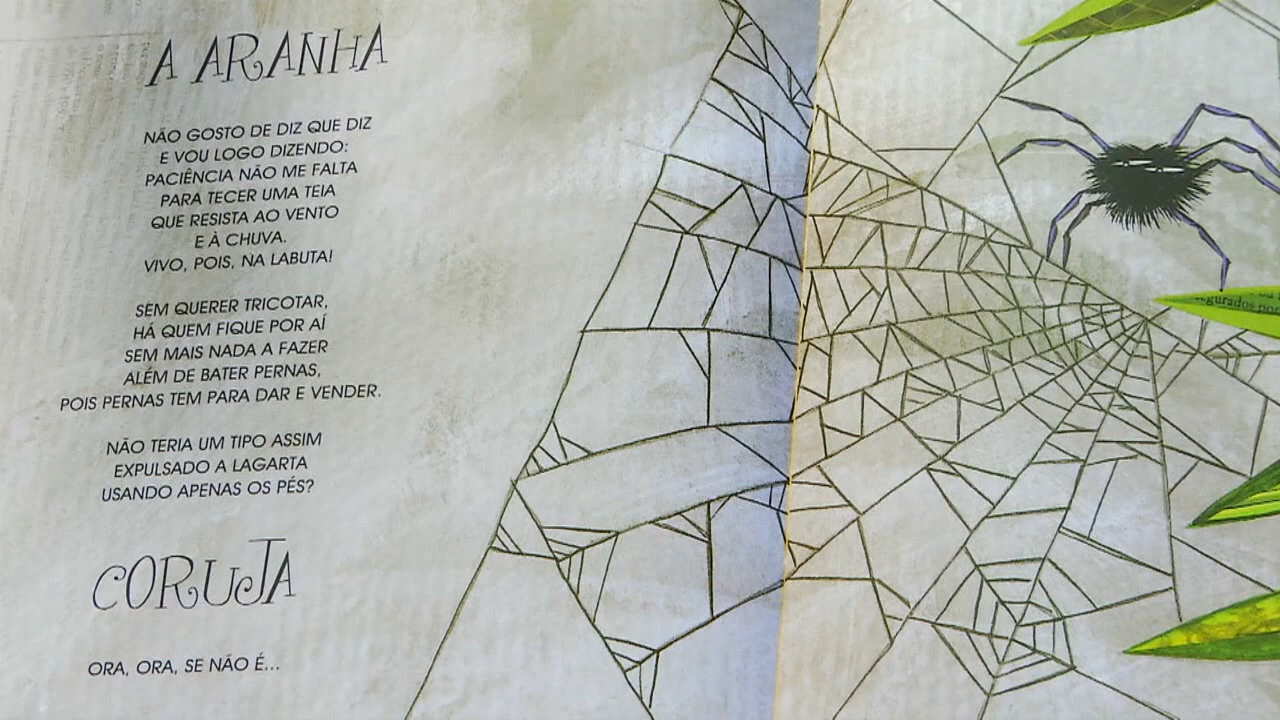 A ARANHA
NÃO GOSTO DE DIZ QUE DIZ
E VOU LOGO DIZENDO:
PACIÊNCIA NÃO ME FALTA
PARA TECER UMA TEIA
QUE RESISTA AO VENTO
E À CHUVA.
VIVO, POIS, NA LABUTA!
SEM QUERER TRICOTAR,
HÁ QUEM FIQUE POR AÍ
SEM MAIS NADA A FAZER
ALÉM DE BATER PERNAS,
POIS PERNAS TEM PARA DAR E VENDER.
NÃO TERIA UM TIPO ASSIM
EXPULSADO A LAGARTA
USANDO APENAS OS PÉS?
CORUJA
ORA, ORA, SE NÃO É...